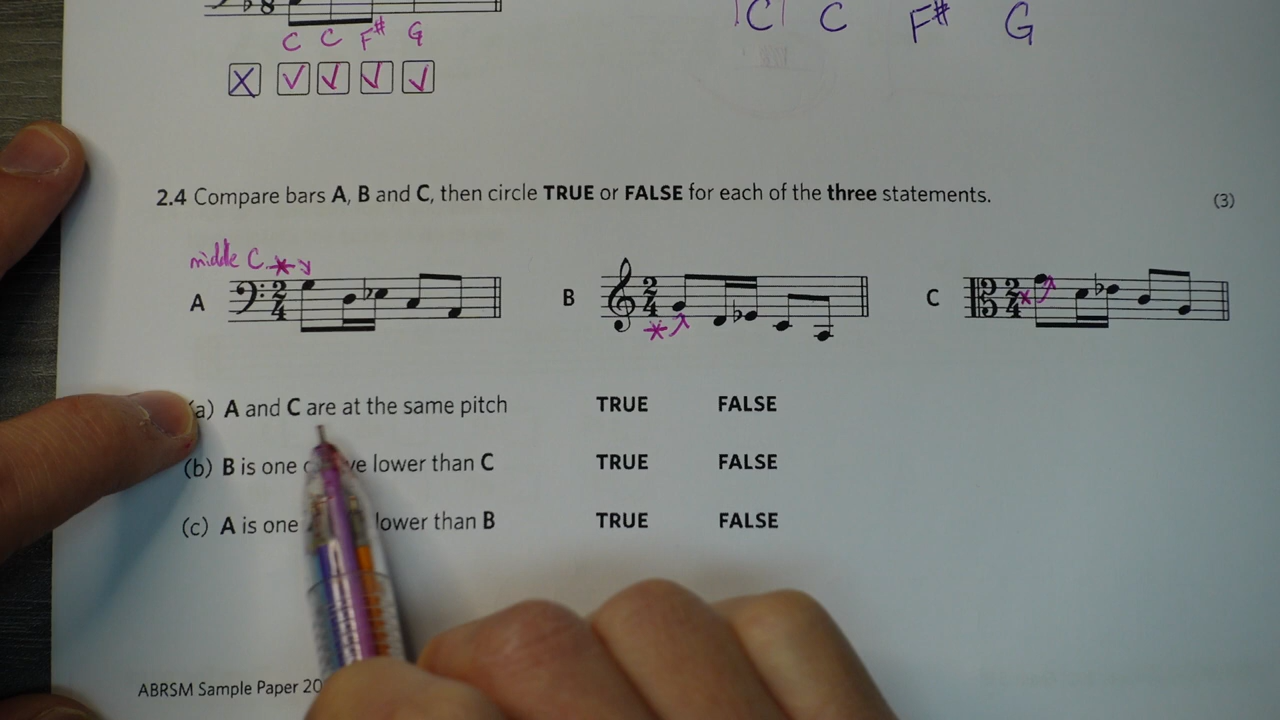 C C F# G
C C F# G
2.4 Compare bars A, B and C, then circle TRUE or FALSE for each of the three statements. (3)
middle C
A B C
(a) A and C are at the same pitch TRUE FALSE
(b) B is one lower than C TRUE FALSE
(c) A is one lower than B TRUE FALSE
ABRSM Sample Paper 20